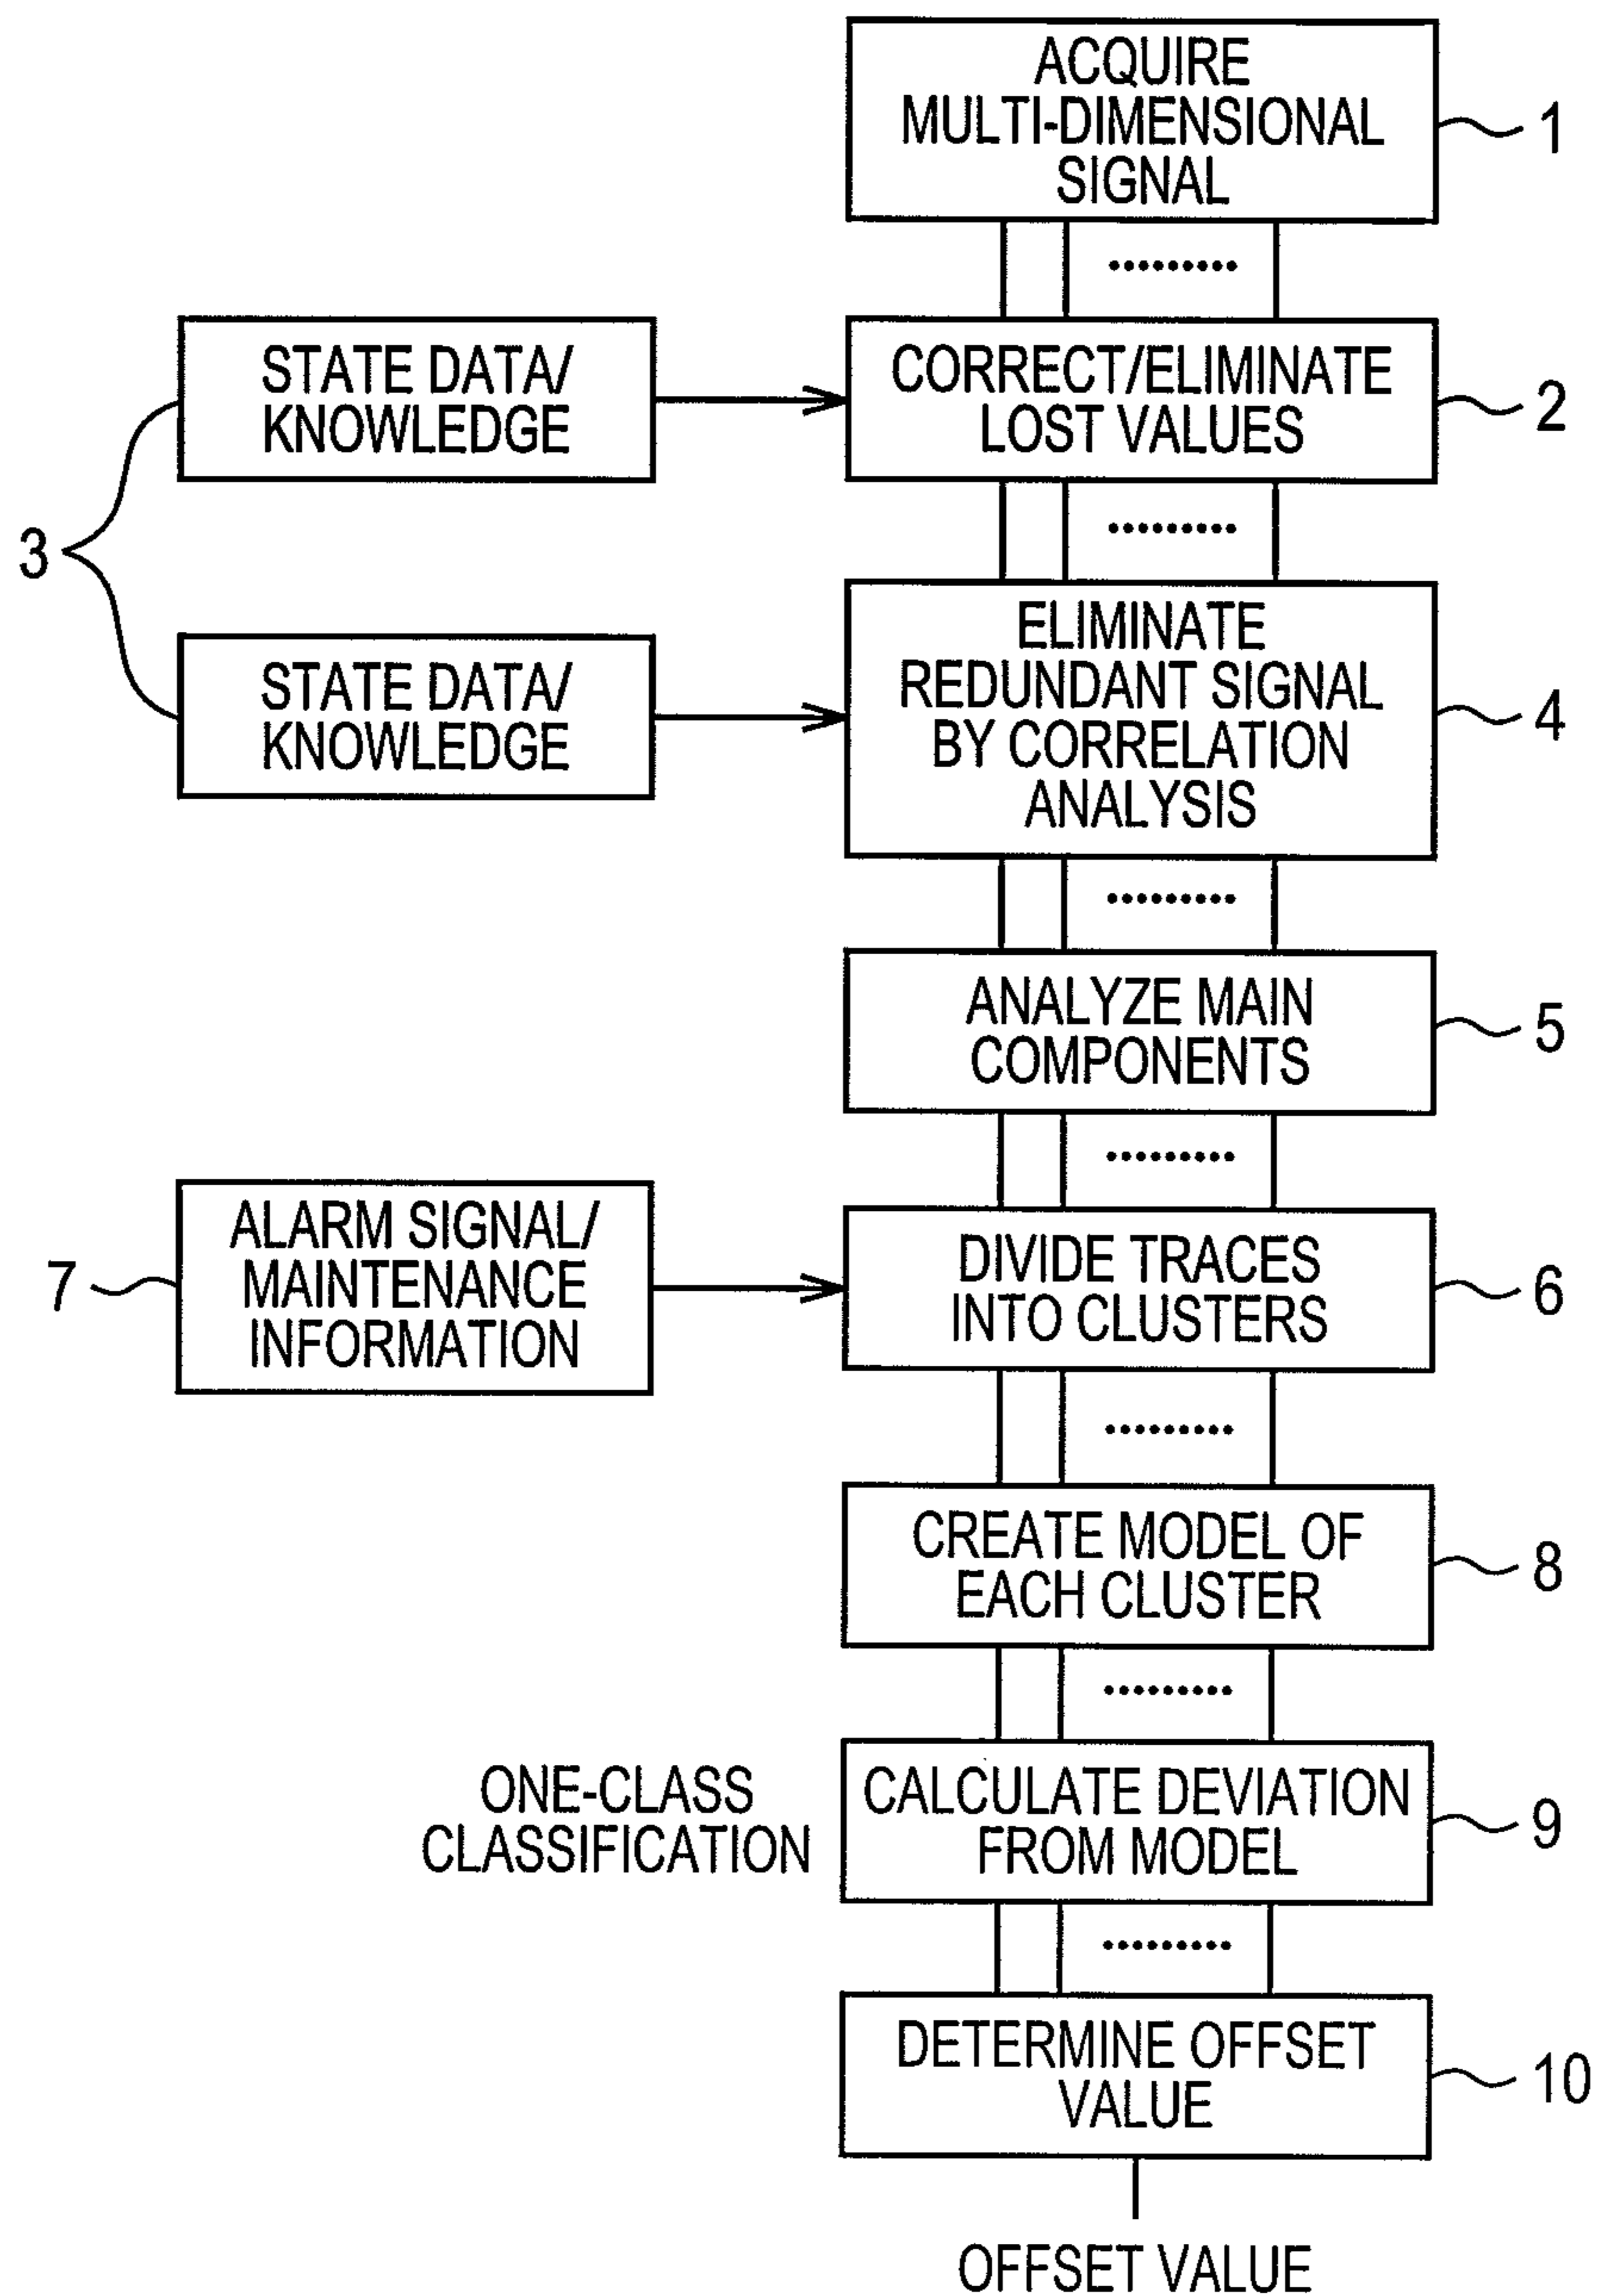 ACQUIRE
MULTI-DIMENSIONAL
SIGNAL
1
STATE DATA/
KNOWLEDGE
CORRECT/ELIMINATE
LOST VALUES
2
3
STATE DATA/
KNOWLEDGE
ELIMINATE
REDUNDANT SIGNAL
BY CORRELATION
ANALYSIS
4
ANALYZE MAIN
COMPONENTS
5
7
ALARM SIGNAL/
MAINTENANCE
INFORMATION
DIVIDE TRACES
INTO CLUSTERS
6
CREATE MODEL OF
EACH CLUSTER
8
ONE-CLASS
CLASSIFICATION
CALCULATE DEVIATION
FROM MODEL
9
DETERMINE OFFSET
VALUE
10
OFFSET VALUE